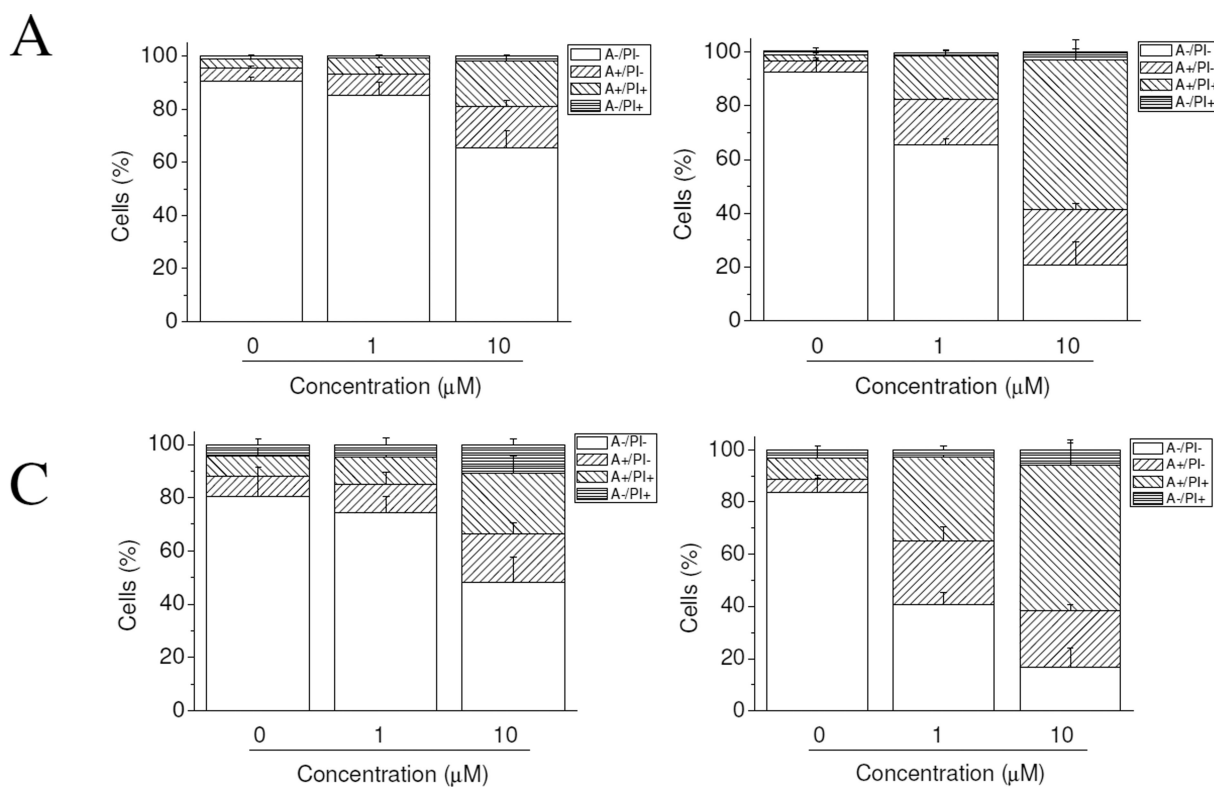 A
100
80
60
40
20
0
Cells (%)
A-/PI-
A+/PI-
A+/PI+
A-/PI+
0 1 10
Concentration (μM)
100
80
60
40
20
0
Cells (%)
A-/PI-
A+/PI-
A+/PI+
A-/PI+
0 1 10
Concentration (μM)
C
100
80
60
40
20
0
Cells (%)
A-/PI-
A+/PI-
A+/PI+
A-/PI+
0 1 10
Concentration (μM)
100
80
60
40
20
0
Cells (%)
A-/PI-
A+/PI-
A+/PI+
A-/PI+
0 1 10
Concentration (μM)